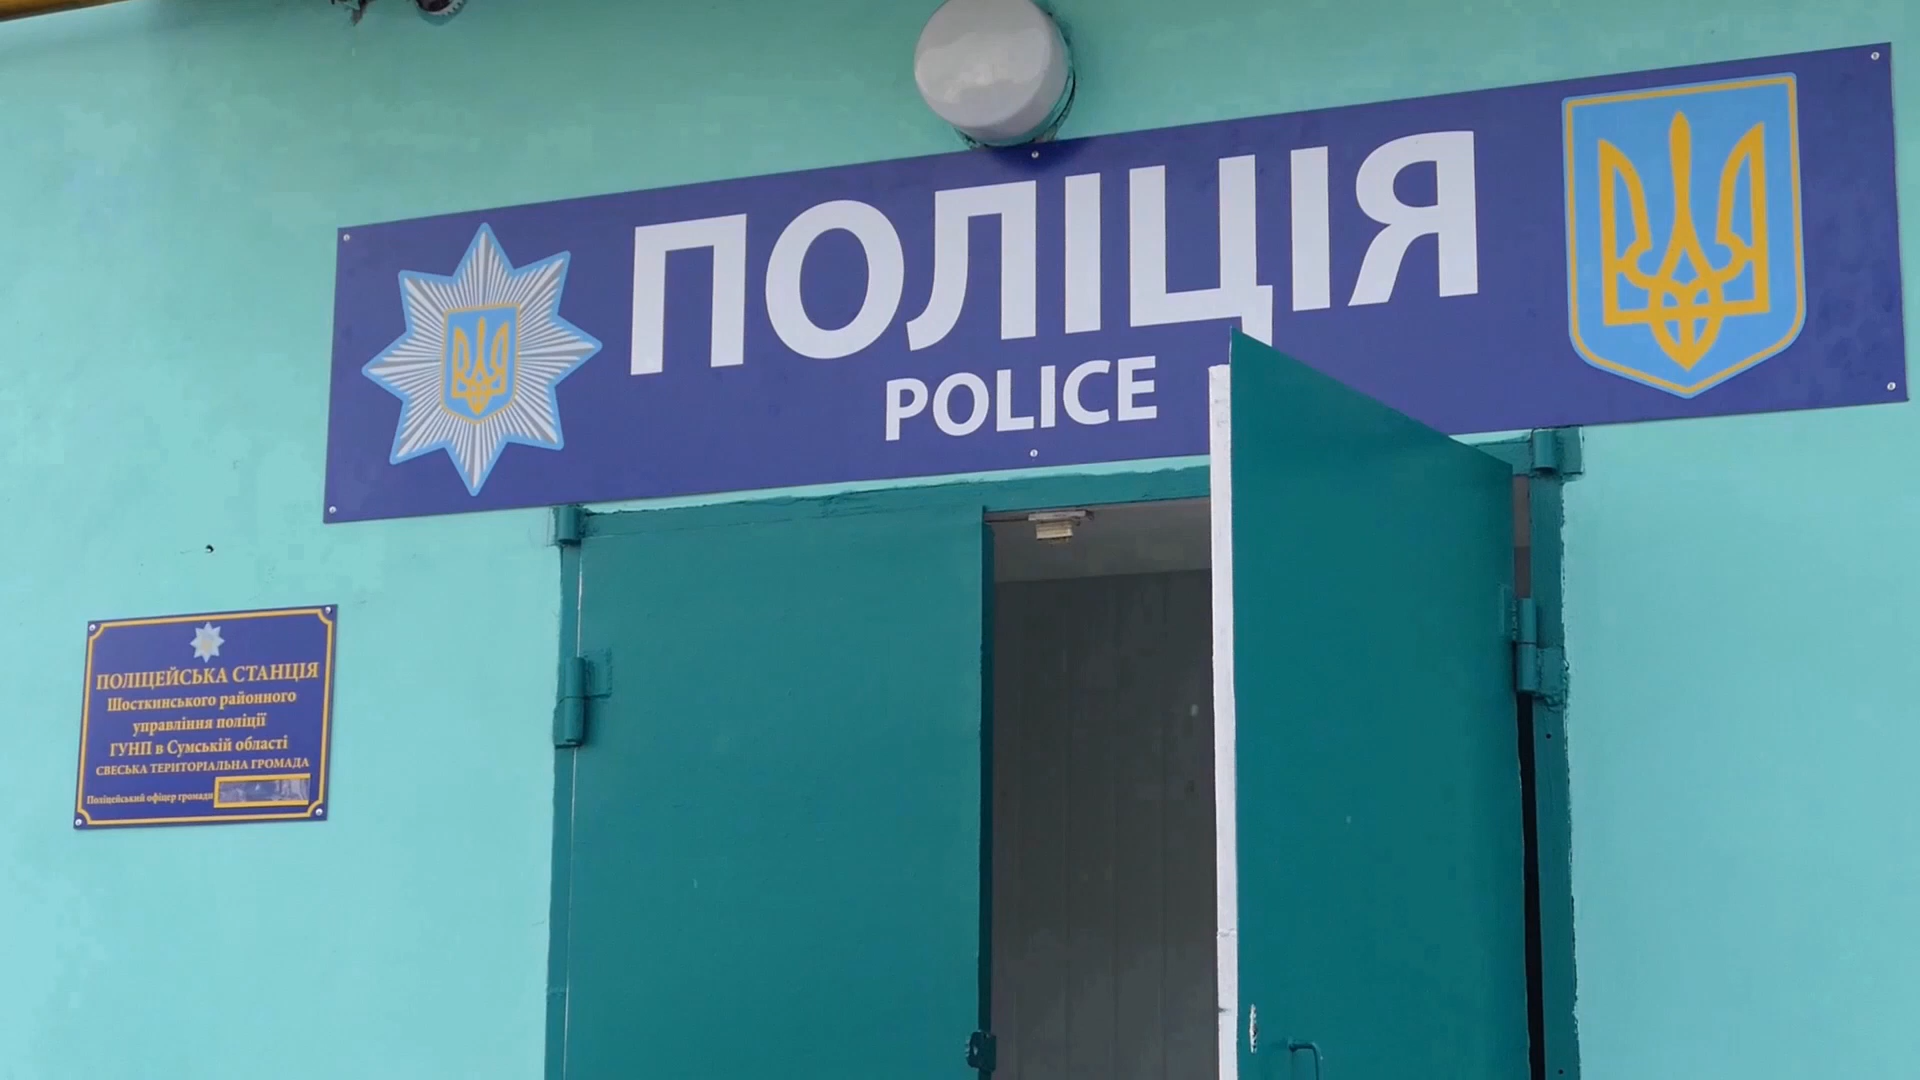 ПОЛІЦІЯ
POLICE
ПОЛІЦЕЙСЬКА СТАНЦІЯ
Шосткинського районного
управління поліції
ГУНП в Сумській області
СВЕСЬКА ТЕРИТОРІАЛЬНА ГРОМАДА
Поліцейський офіцер громади